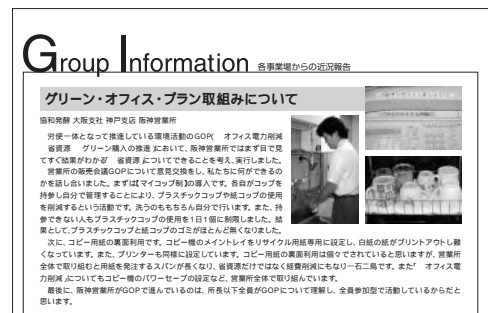 Group Information 各事業場からの近況報告
グリーン・オフィス・プラン取組みについて
協和発酵 大阪支社 神戸支店 阪神営業所
労使一体となって推進している環境活動のGOP( オフィス電力削減
省資源 グリーン購入の推進)において、阪神営業所ではまず目で見
てすぐ結果がわかる「省資源」についてできることを考え、実行しました。
営業所の販売会議GOPについて意見交換をし、私たちに何ができるの
かを話し合いました。まずは【マイコップ制】の導入です。各自がコップを
持参し自分で管理することにより、プラスチックコップや紙コップの使用
を削減するという活動です。洗うのももちろん自分で行います。また、持
参できない人もプラスチックコップの使用を1日1個に制限しました。結
果として、プラスチックコップと紙コップのゴミがほとんど無くなりました。
次に、コピー用紙の裏面利用です。コピー機のメイントレイをリサイクル用紙専用に設定し、白紙の紙がプリントアウトし難
くなっています。また、プリンターも同様に設定しています。コピー用紙の裏面利用は個々でされていると思いますが、営業所
全体で取り組むと用紙を発注するスパンが長くなり、省資源だけではなく経費削減にもなり一石二鳥です。また「オフィス電
力削減」についてもコピー機のパワーセーブの設定など、営業所全体で取り組んでいます。
最後に、阪神営業所がGOPで進んでいるのは、所長以下全員がGOPについて理解し、全員参加型で活動しているからだと
思います。